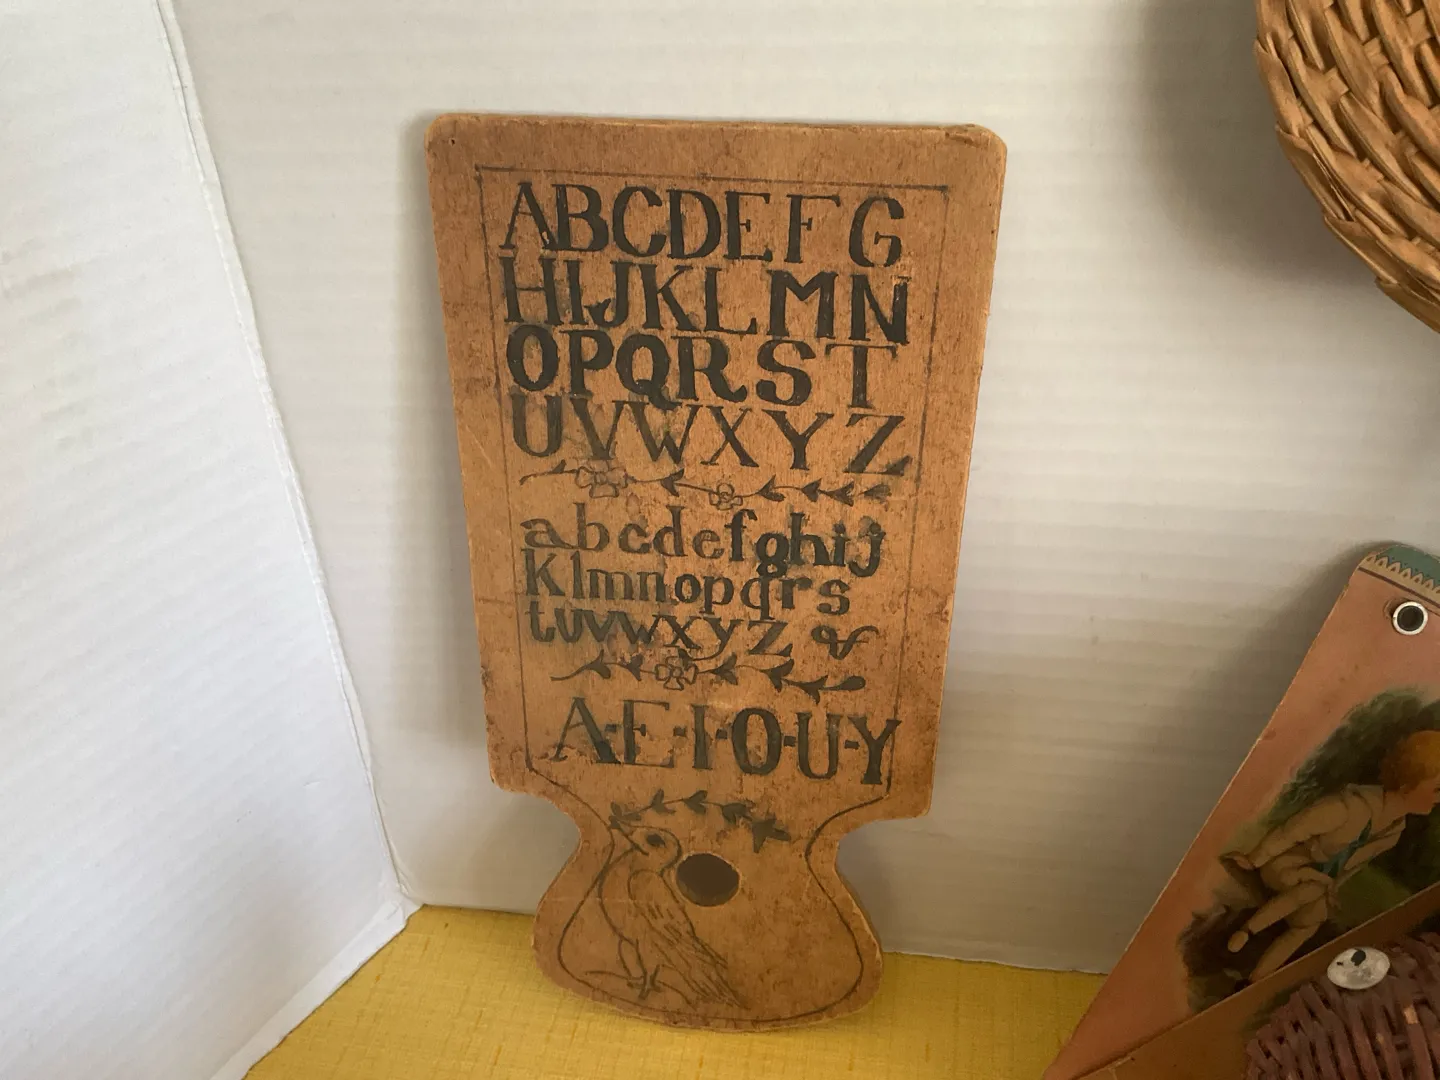 ABCDEFG
HIJKLMN
OPQRST
UVWXYZ
abcdefghij
Klmnopqrs
tuvwxyz &
A-E-I-O-U-Y